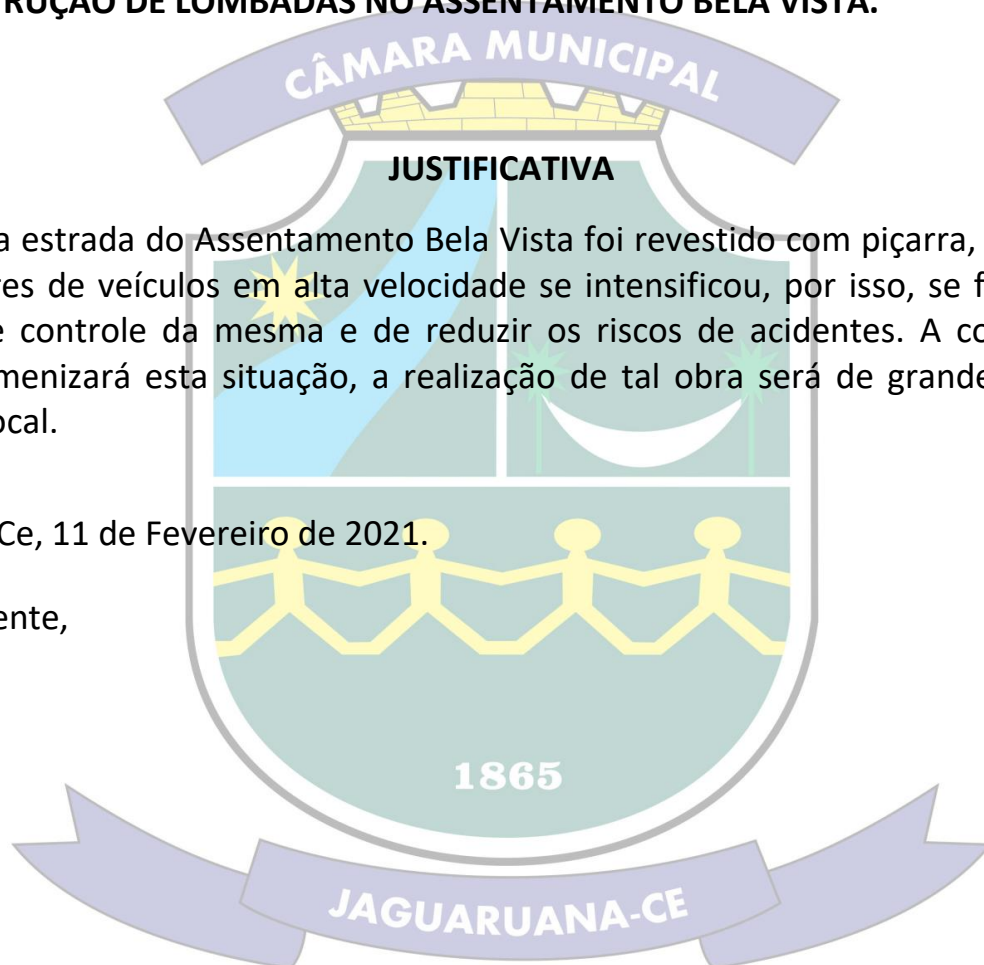 RUÇÃO DE LOMBADAS NO ASSENTAMENTO BELA VISTA.
CÂMARA MUNICIPAL
JUSTIFICATIVA
a estrada do Assentamento Bela Vista foi revestido com piçarra,
res de veículos em alta velocidade se intensificou, por isso, se f
e controle da mesma e de reduzir os riscos de acidentes. A co
menizará esta situação, a realização de tal obra será de grande
ocal.
Ce, 11 de Fevereiro de 2021.
ente,
1865
JAGUARUANA-CE